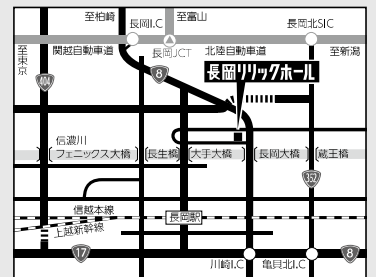 至柏崎
至富山
長岡I.C
長岡北SIC
長岡JCT
関越自動車道
北陸自動車道
至新潟
至東京
404
8
長岡リリックホール
信濃川
フェニックス大橋
長生橋
大手大橋
長岡大橋
蔵王橋
352
信越本線
長岡駅
上越新幹線
17
川崎I.C
亀貝北I.C
8